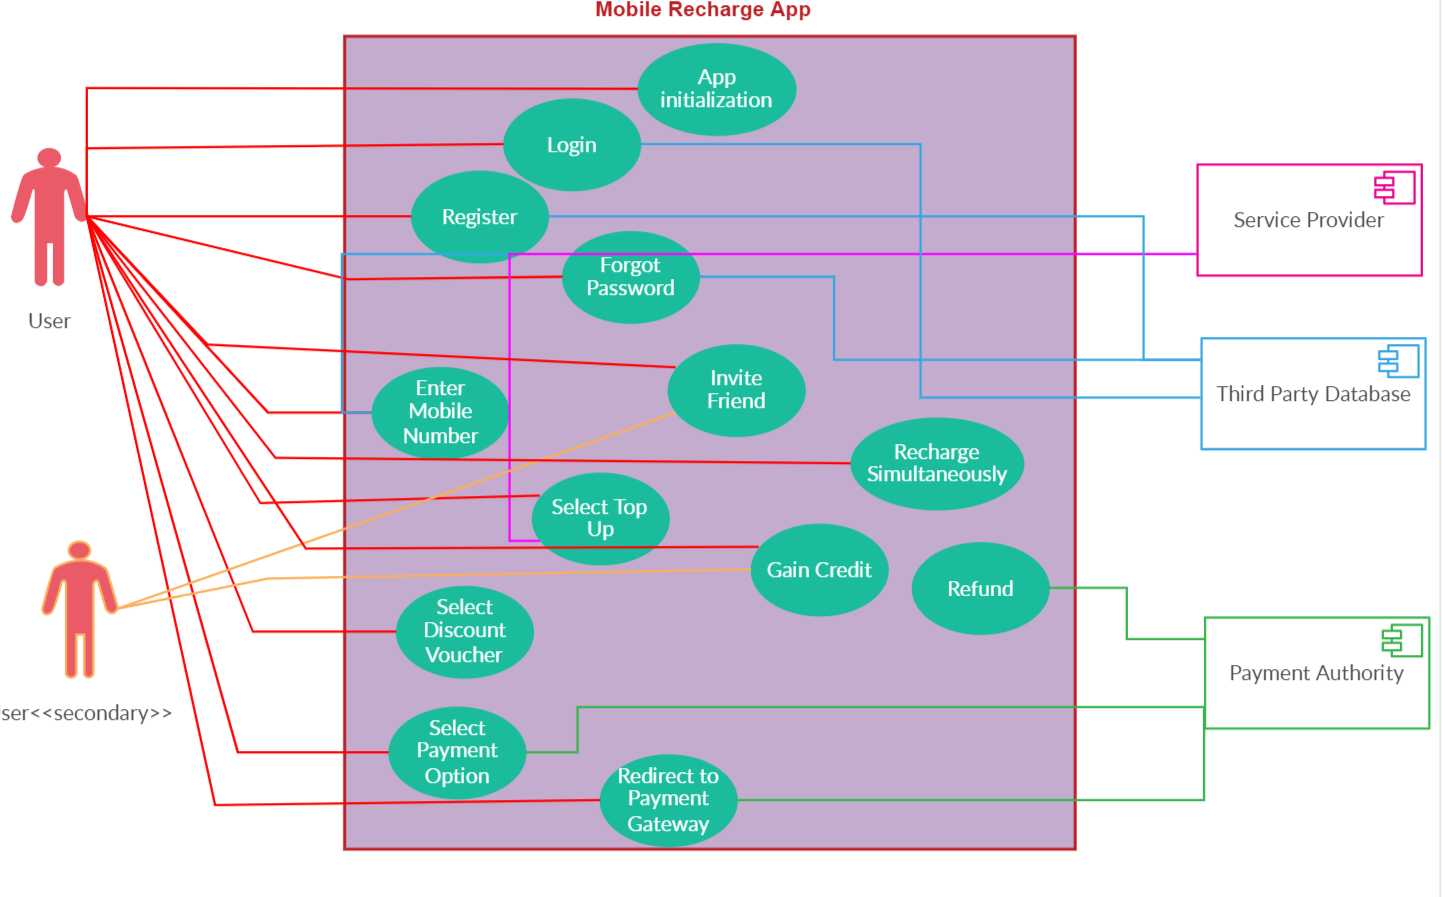 Mobile Recharge App
App
initialization
Login
Register
Forgot
Password
Invite
Friend
Enter
Mobile
Number
Recharge
Simultaneously
Select Top
Up
Gain Credit
Refund
Select
Discount
Voucher
Select
Payment
Option
Redirect to
Payment
Gateway
User
ser<<secondary>>
Service Provider
Third Party Database
Payment Authority